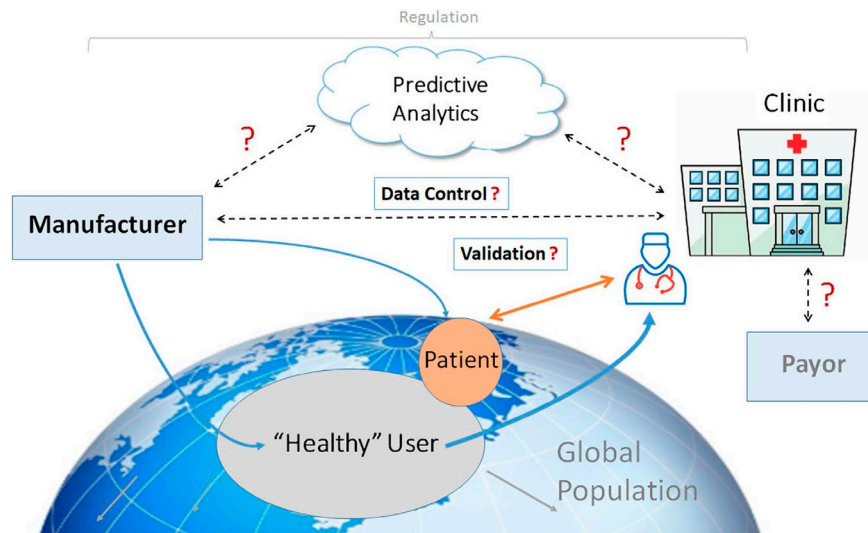 Regulation
Predictive
Analytics
Clinic
?
?
Data Control ?
Manufacturer
Validation ?
?
Patient
Payor
"Healthy" User
Global
Population